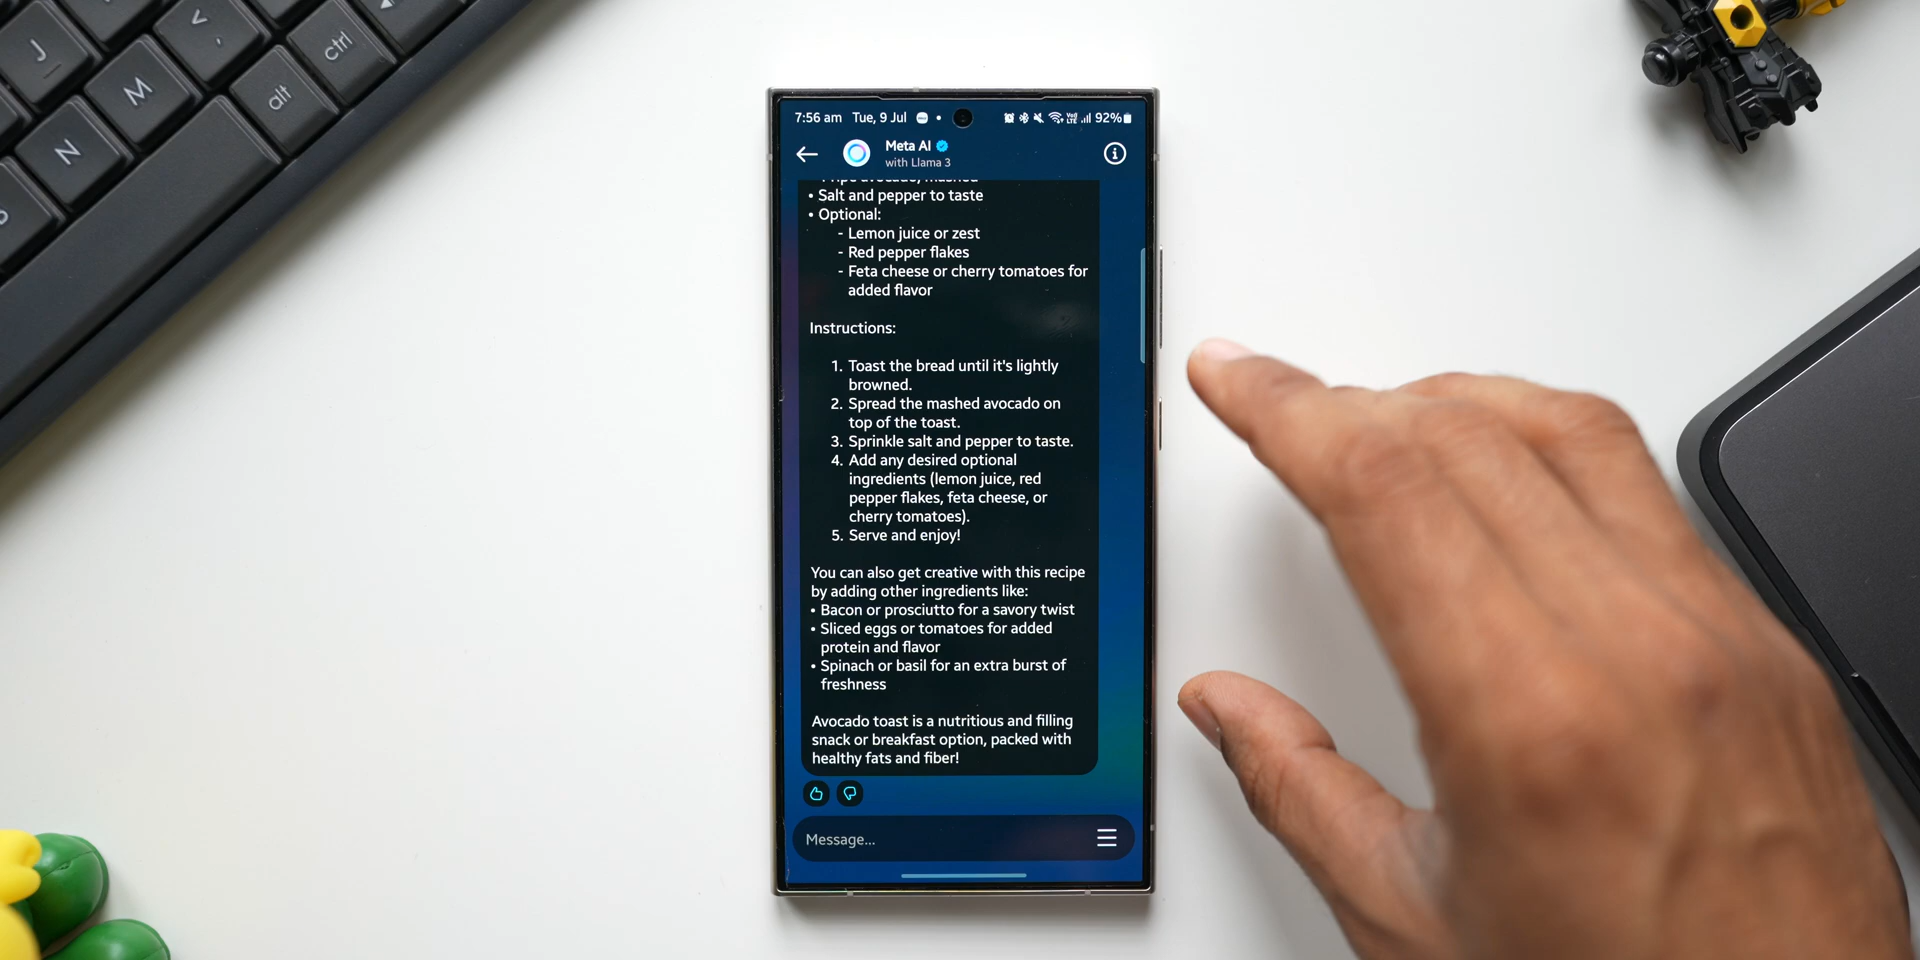 J
M
N
<
,
alt
ctrl
7:56 am Tue, 9 Jul 92%
Meta AI
with Llama 3
ripe avocado, mashed
• Salt and pepper to taste
• Optional:
- Lemon juice or zest
- Red pepper flakes
- Feta cheese or cherry tomatoes for
added flavor
Instructions:
1. Toast the bread until it's lightly
browned.
2. Spread the mashed avocado on
top of the toast.
3. Sprinkle salt and pepper to taste.
4. Add any desired optional
ingredients (lemon juice, red
pepper flakes, feta cheese, or
cherry tomatoes).
5. Serve and enjoy!
You can also get creative with this recipe
by adding other ingredients like:
• Bacon or prosciutto for a savory twist
• Sliced eggs or tomatoes for added
protein and flavor
• Spinach or basil for an extra burst of
freshness
Avocado toast is a nutritious and filling
snack or breakfast option, packed with
healthy fats and fiber!
Message...